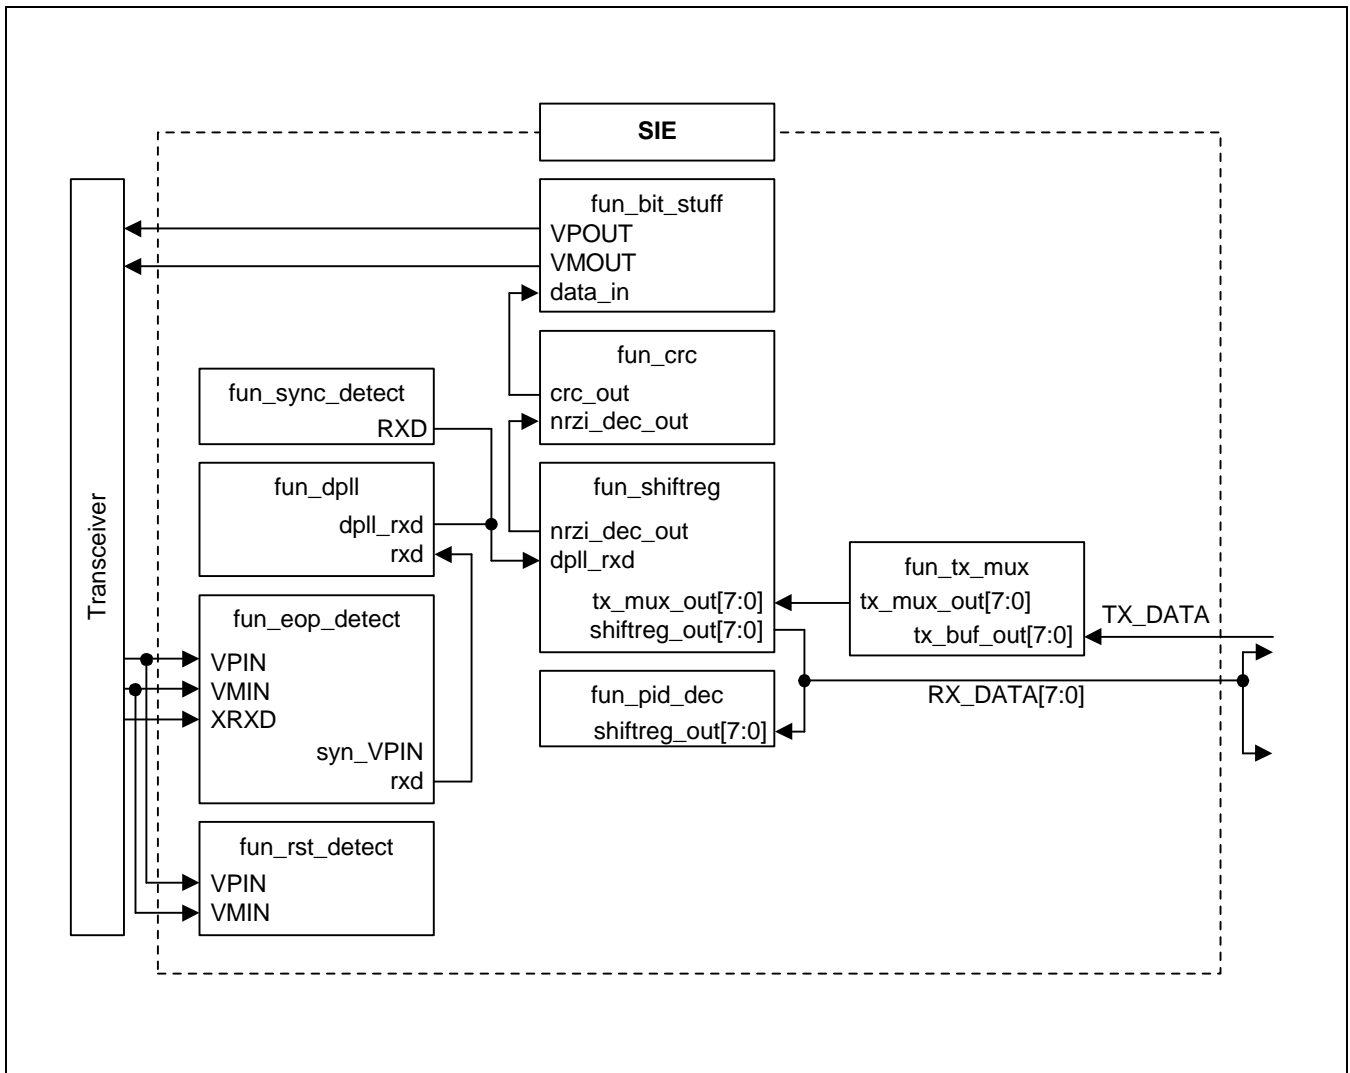 SIE
fun_bit_stuff
VPOUT
VMOUT
data_in
fun_crc
crc_out
nrzi_dec_out
fun_sync_detect
RXD
fun_dpll
dpll_rxd
rxd
fun_shiftreg
nrzi_dec_out
dpll_rxd
tx_mux_out[7:0]
shiftreg_out[7:0]
fun_tx_mux
tx_mux_out[7:0]
tx_buf_out[7:0]
TX_DATA
Transceiver
fun_eop_detect
VPIN
VMIN
XRXD
syn_VPIN
rxd
fun_pid_dec
shiftreg_out[7:0]
RX_DATA[7:0]
fun_rst_detect
VPIN
VMIN